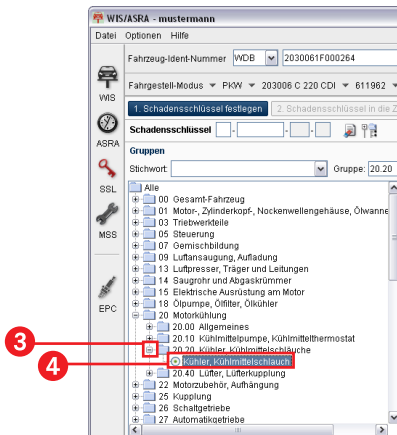 WIS/ASRA - mustermann
Datei Optionen Hilfe
Fahrzeug-Ident-Nummer WDB 2030061F000264
Fahrgestell-Modus PKW 203006 C 220 CDI 611962
WIS
1. Schadensschlüssel festlegen 2. Schadensschlüssel in die Z
Schadensschlüssel - - -
ASRA
Gruppen
Stichwort: Gruppe: 20.20
SSL
Alle
00 Gesamt-Fahrzeug
01 Motor-, Zylinderkopf-, Nockenwellengehäuse, Ölwanne
03 Triebwerkteile
MSS
05 Steuerung
07 Gemischbildung
09 Luftansaugung, Aufladung
13 Luftpresser, Träger und Leitungen
14 Saugrohr und Abgaskrümmer
15 Elektrische Ausrüstung am Motor
EPC
18 Ölpumpe, Ölfilter, Ölkühler
20 Motorkühlung
20.00 Allgemeines
20.10 Kühlmittelpumpe, Kühlmittelthermostat
3
20.20 Kühler, Kühlmittelschläuche
4
Kühler, Kühlmittelschlauch
20.40 Lüfter, Lüfterkupplung
22 Motorzubehör, Aufhängung
25 Kupplung
26 Schaltgetriebe
27 Automatikgetriebe